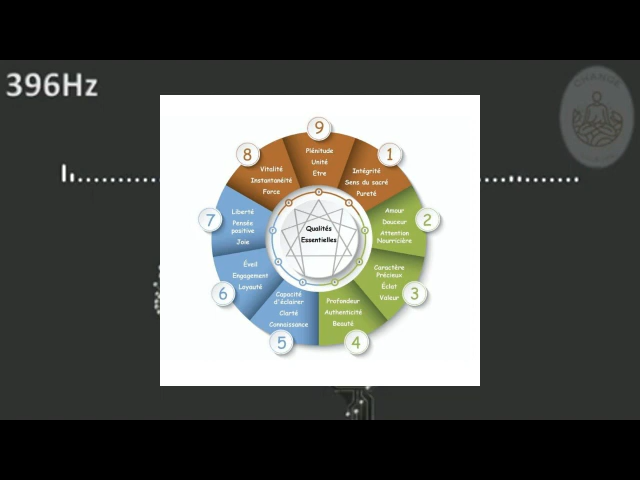 396Hz
CHANGE
9
Plénitude
Unité
Être
1
Intégrité
Sens du sacré
Pureté
2
Amour
Douceur
Attention
Nourricière
3
Caractère
Précieux
Éclat
Valeur
4
Profondeur
Authenticité
Beauté
5
Capacité
d'éclairer
Clarté
Connaissance
6
Éveil
Engagement
Loyauté
7
Liberté
Pensée
positive
Joie
8
Vitalité
Instantanéité
Force
Qualités
Essentielles